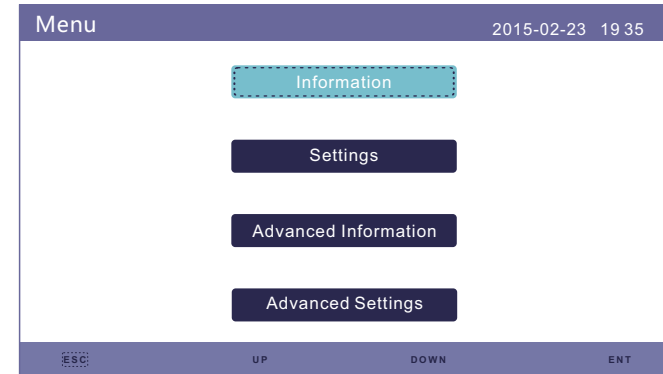 Menu 2015-02-23 19 35
Information
Settings
Advanced Information
Advanced Settings
ESC UP DOWN ENT